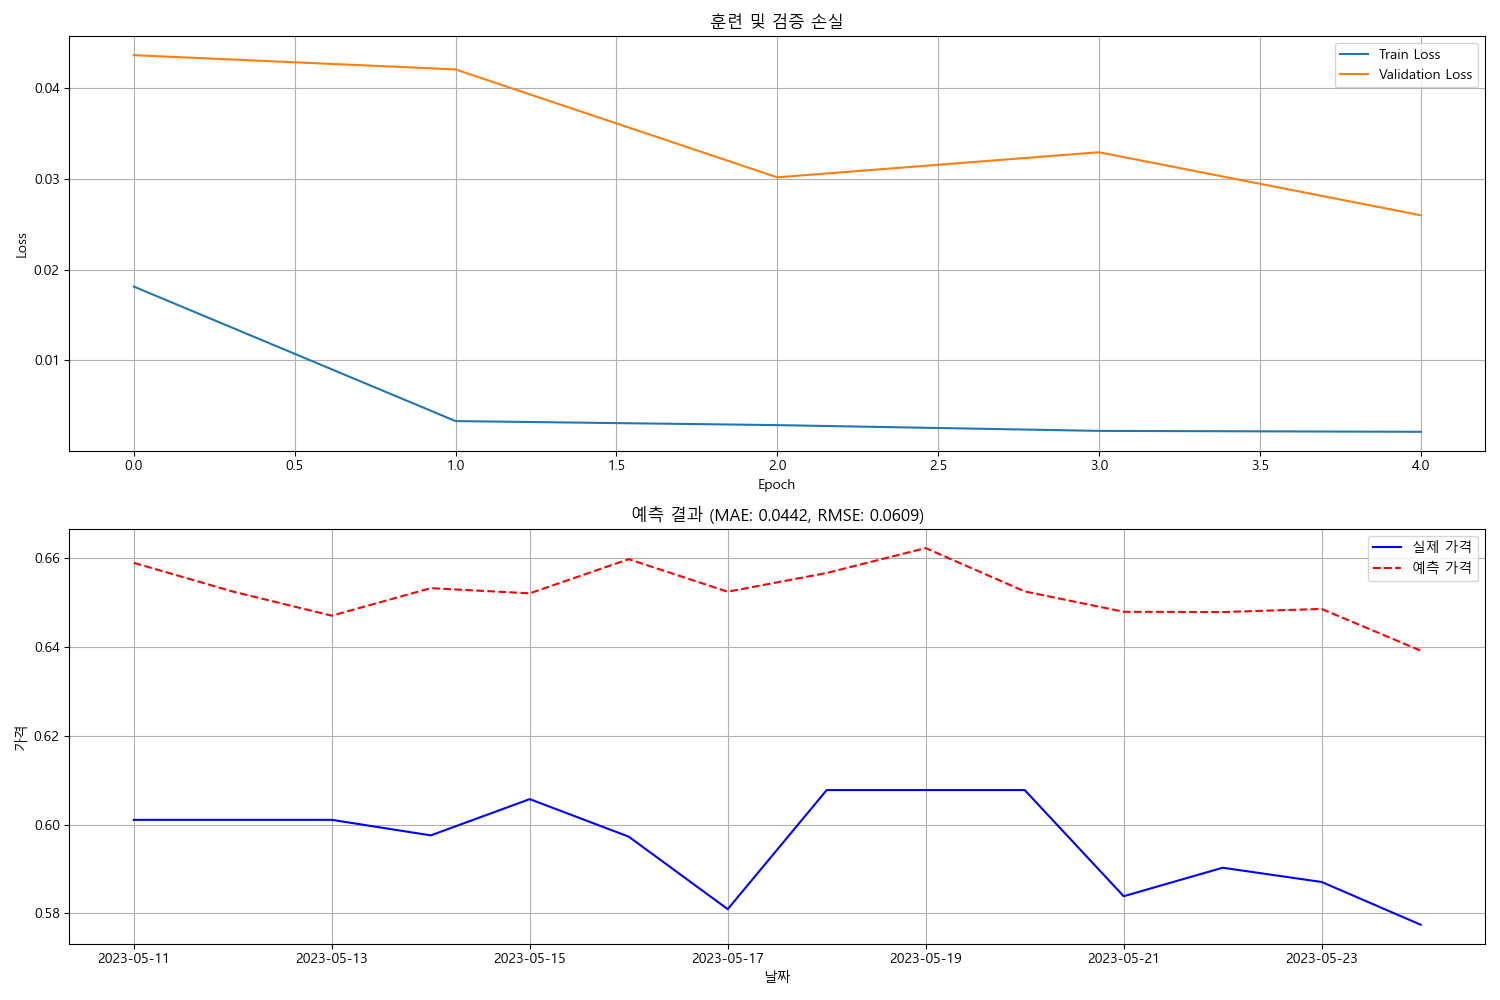 훈련 및 검증 손실
Train Loss
Validation Loss
0.04
0.03
0.02
0.01
Loss
0.0 0.5 1.0 1.5 2.0 2.5 3.0 3.5 4.0
Epoch
예측 결과 (MAE: 0.0442, RMSE: 0.0609)
실제 가격
예측 가격
0.66
0.64
0.62
0.60
0.58
가격
2023-05-11 2023-05-13 2023-05-15 2023-05-17 2023-05-19 2023-05-21 2023-05-23
날짜